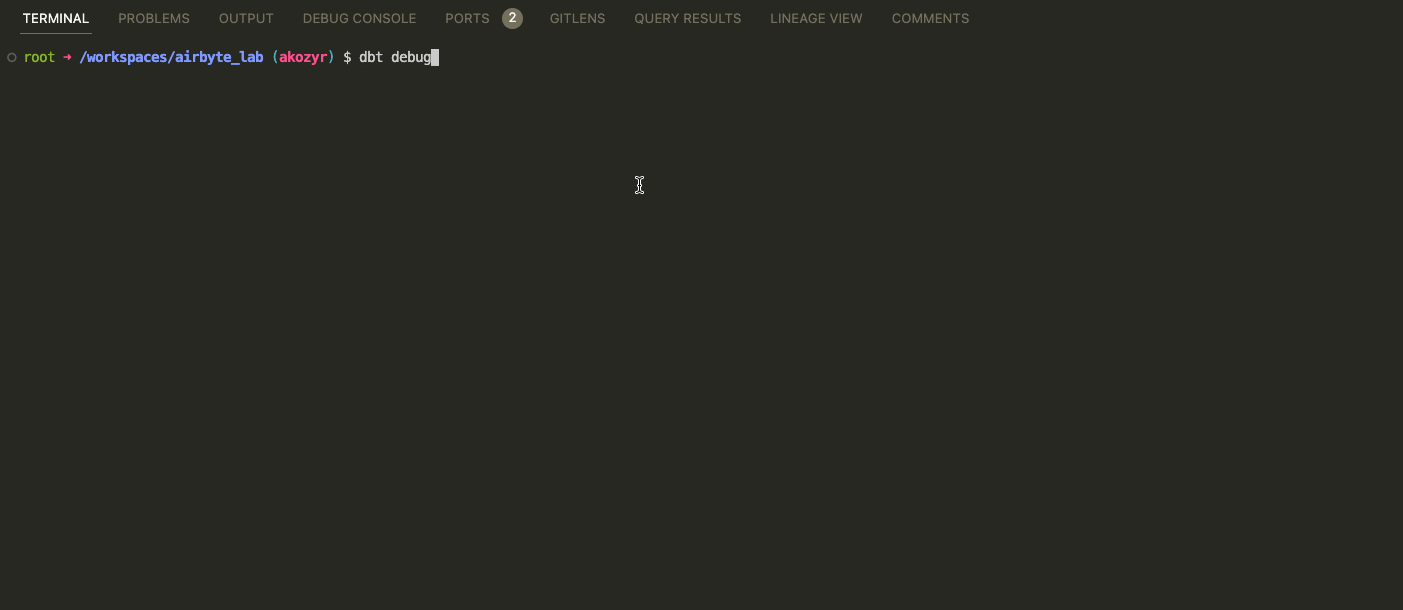 TERMINAL PROBLEMS OUTPUT DEBUG CONSOLE PORTS 2 GITLENS QUERY RESULTS LINEAGE VIEW COMMENTS
root ➜ /workspaces/airbyte_lab (akozyr) $ dbt debug